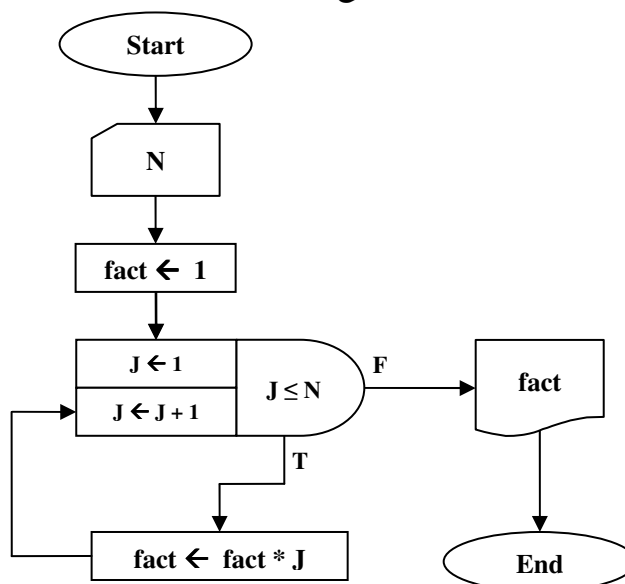 Start
N
fact ← 1
J ← 1
J ← J + 1
J ≤ N
F
fact
T
fact ← fact * J
End